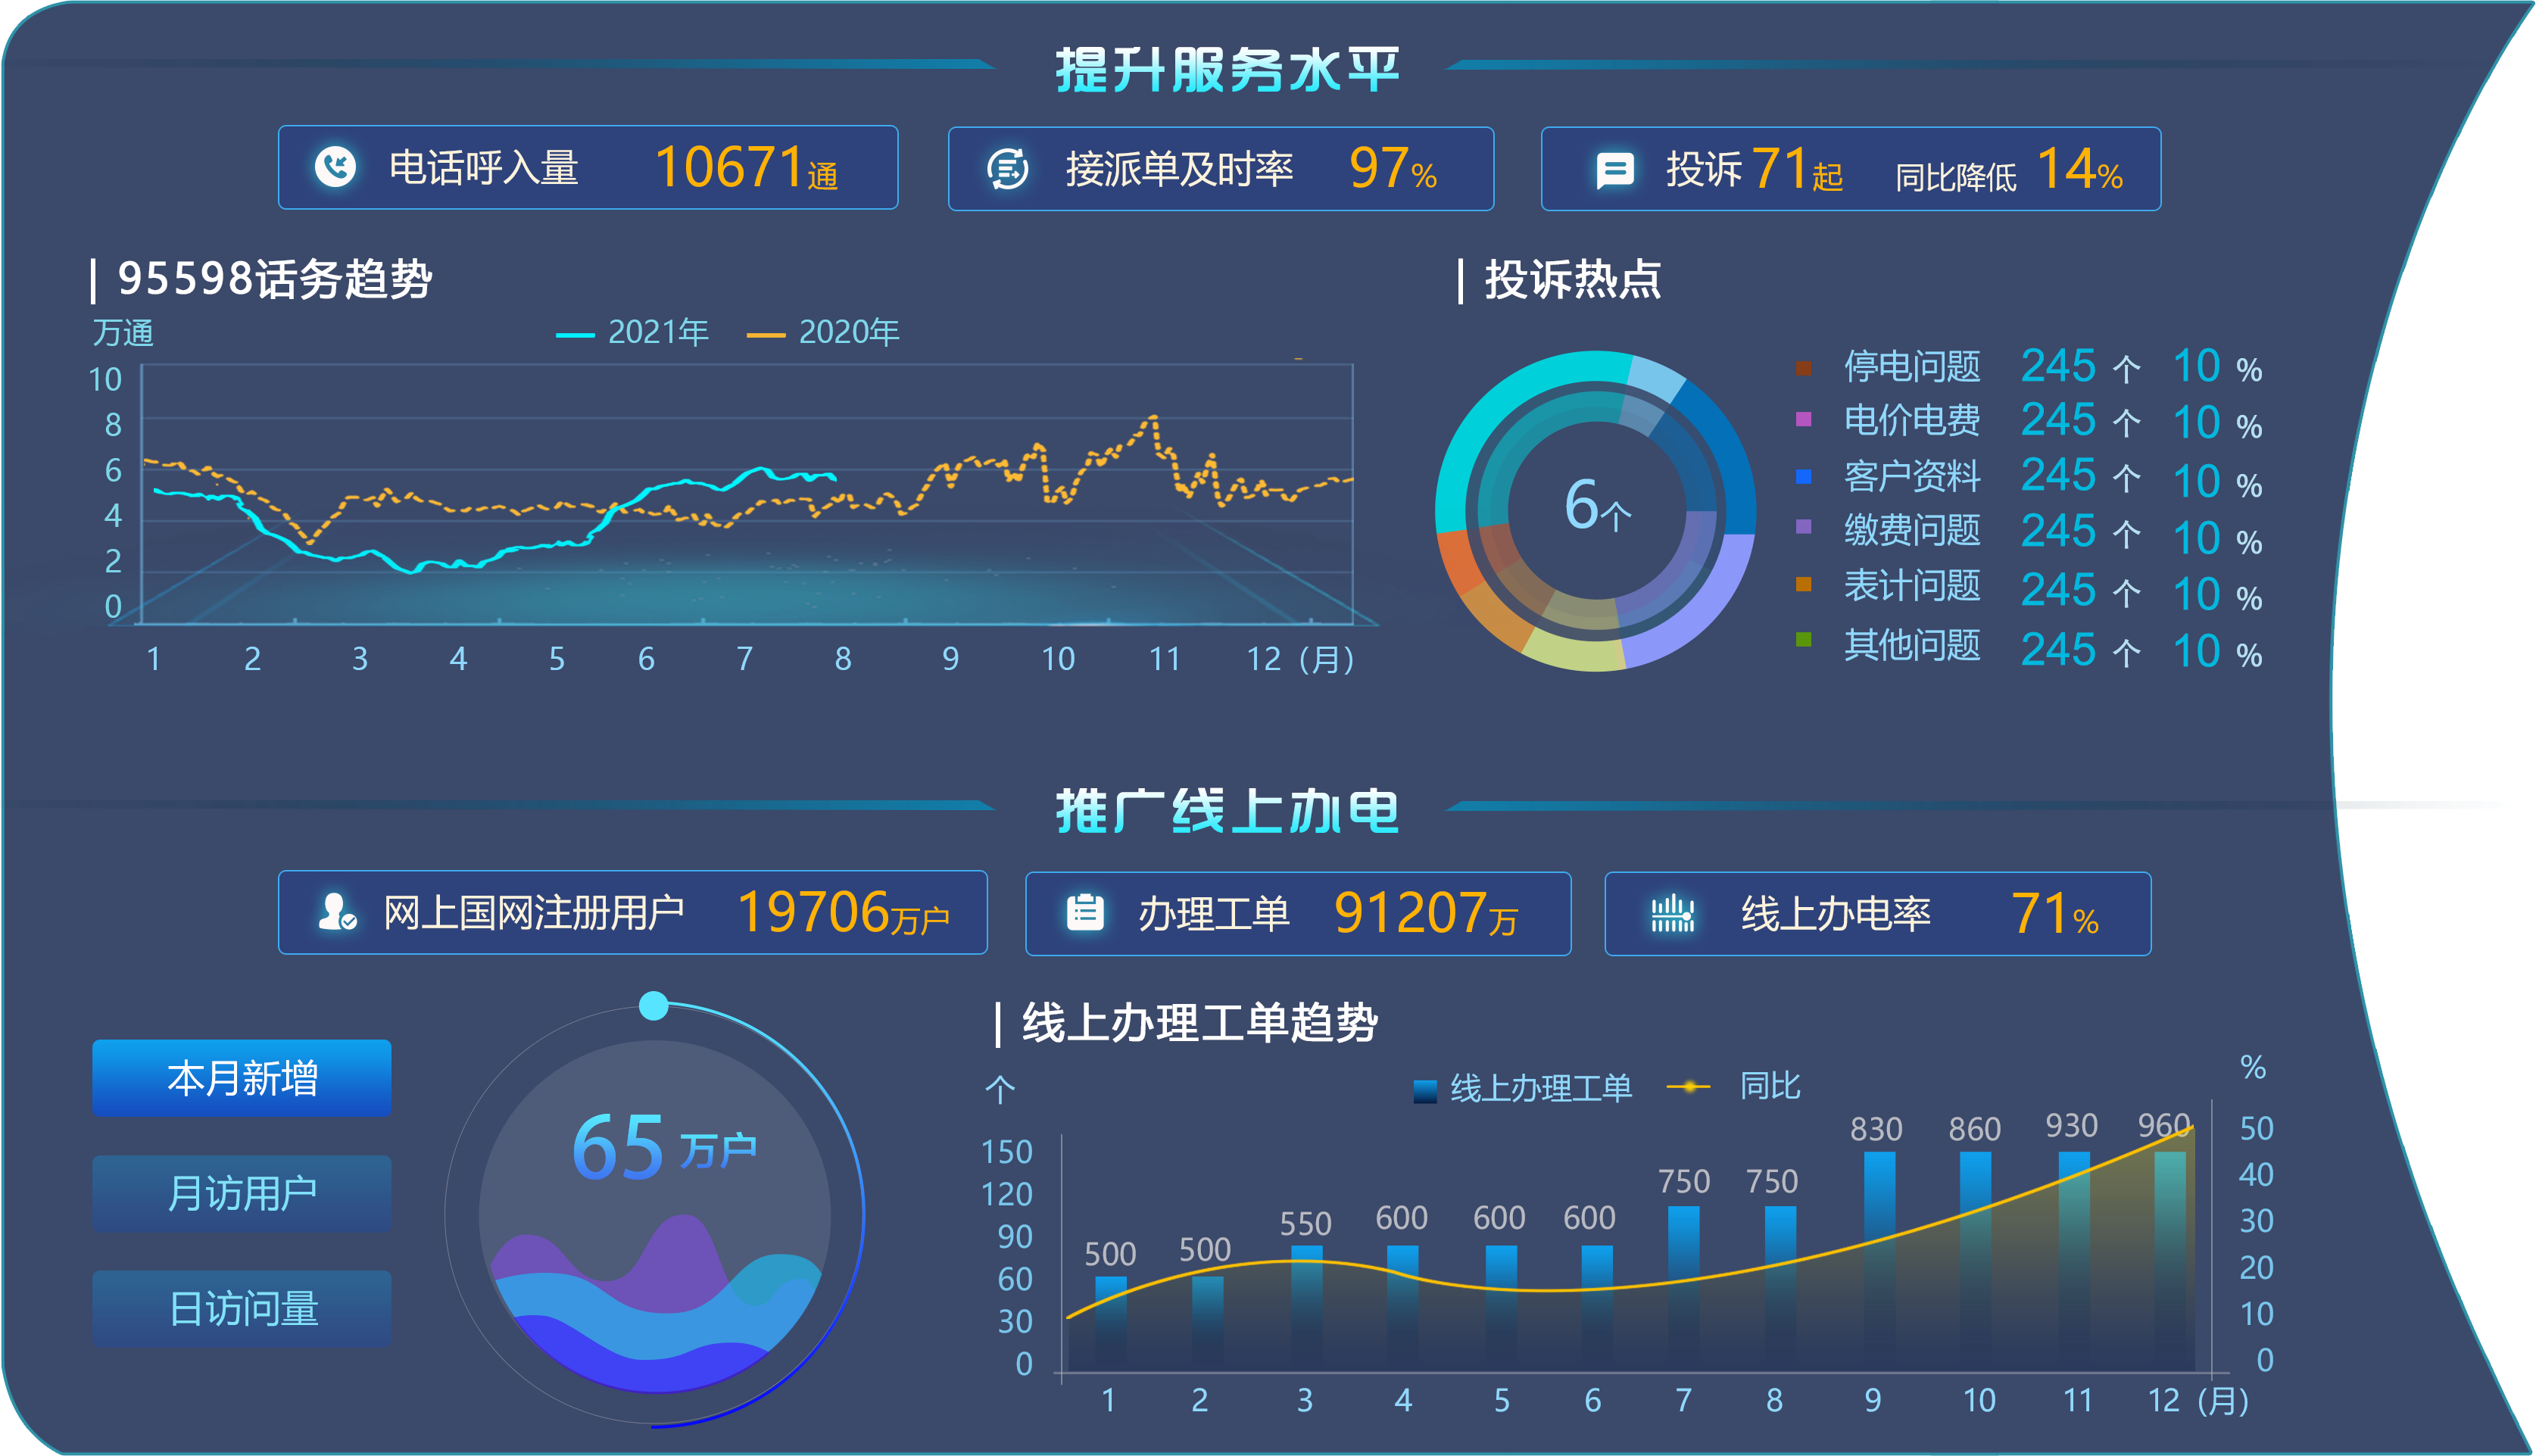 提升服务水平
电话呼入量 10671通
接派单及时率 97%
投诉 71起 同比降低 14%
95598话务趋势
万通
2021年 2020年
10
8
6
4
2
0
1 2 3 4 5 6 7 8 9 10 11 12 (月)
投诉热点
6个
停电问题 245 个 10 %
电价电费 245 个 10 %
客户资料 245 个 10 %
缴费问题 245 个 10 %
表计问题 245 个 10 %
其他问题 245 个 10 %
推广线上办电
网上国网注册用户 19706万户
办理工单 91207万
线上办电率 71%
本月新增
月访用户
日访问量
65 万户
线上办理工单趋势
个
线上办理工单 同比
%
150
120
90
60
30
0
500 500 550 600 600 600 750 750 830 860 930 960
50
40
30
20
10
0
1 2 3 4 5 6 7 8 9 10 11 12 (月)